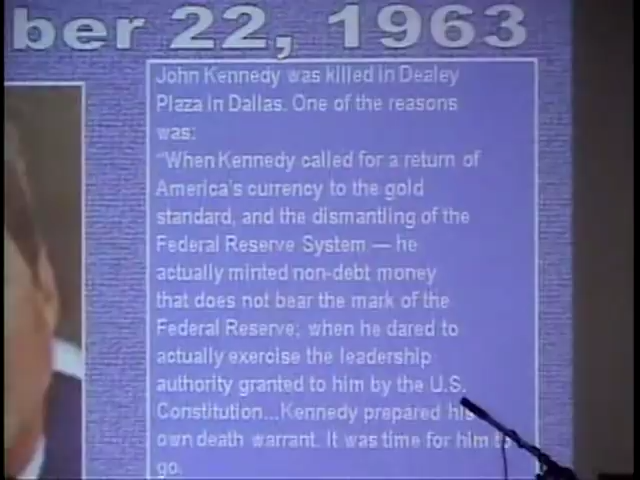 ber 22, 1963
John Kennedy was killed in Dealey
Plaza in Dallas. One of the reasons
was:
"When Kennedy called for a return of
America's currency to the gold
standard, and the dismantling of the
Federal Reserve System — he
actually minted non-debt money
that does not bear the mark of the
Federal Reserve; when he dared to
actually exercise the leadership
authority granted to him by the U.S.
Constitution...Kennedy prepared his
own death warrant. It was time for him to
go.